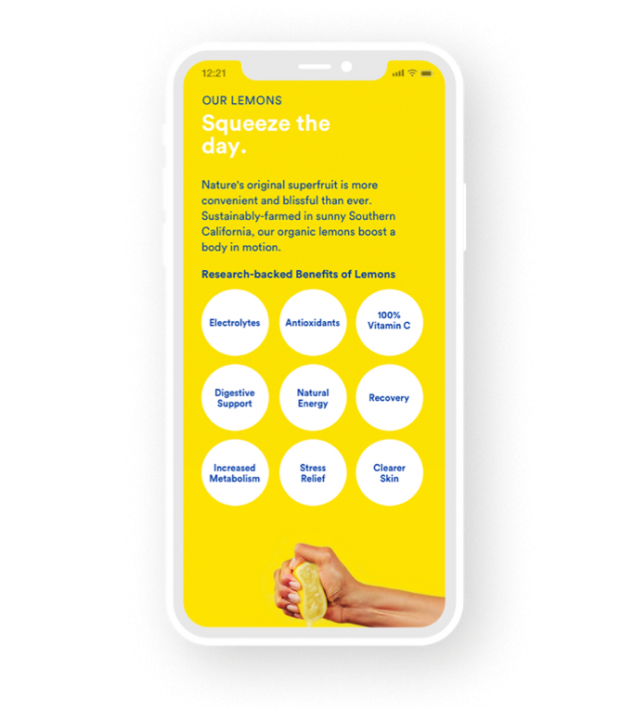 12:21
OUR LEMONS
Squeeze the
day.
Nature's original superfruit is more
convenient and blissful than ever.
Sustainably-farmed in sunny Southern
California, our organic lemons boost a
body in motion.
Research-backed Benefits of Lemons
Electrolytes
Antioxidants
100%
Vitamin C
Digestive
Support
Natural
Energy
Recovery
Increased
Metabolism
Stress
Relief
Clearer
Skin